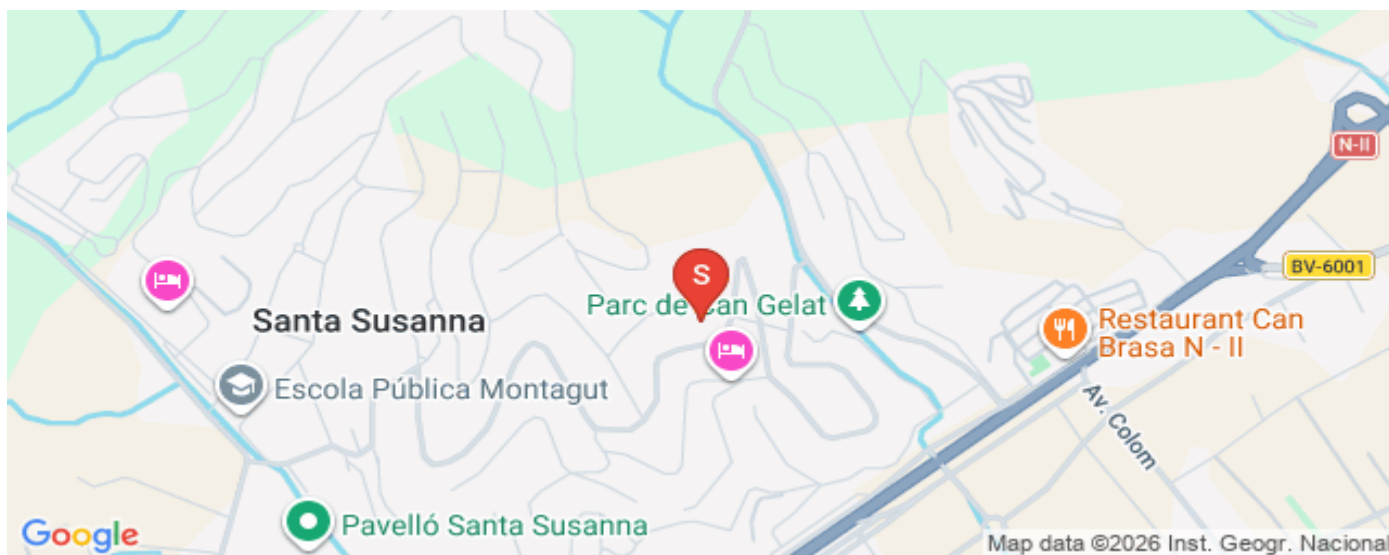 N-II
BV-6001
S
Parc de Can Gelat
Santa Susanna
Restaurant Can
Brasa N - II
Escola Pública Montagut
Av. Colom
Pavelló Santa Susanna
Google
Map data ©2026 Inst. Geogr. Nacional